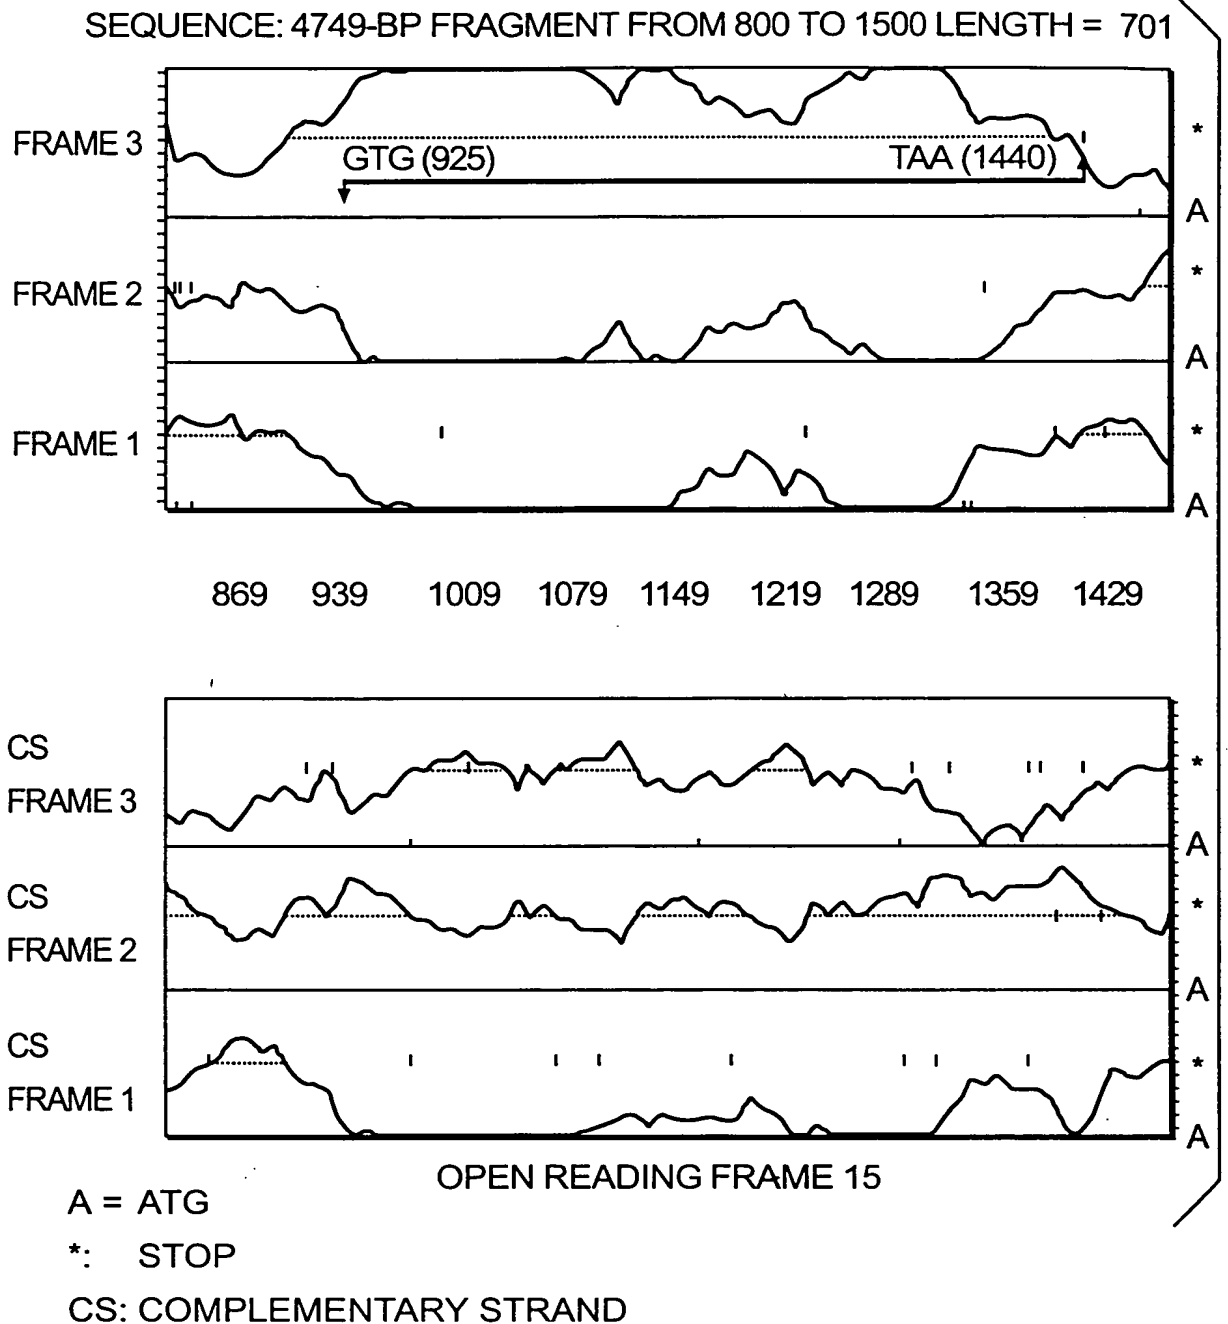 SEQUENCE: 4749-BP FRAGMENT FROM 800 TO 1500 LENGTH = 701
FRAME 3
GTG (925)
TAA (1440)
*
A
FRAME 2
*
A
FRAME 1
*
A
869 939 1009 1079 1149 1219 1289 1359 1429
CS
FRAME 3
*
A
CS
FRAME 2
*
A
CS
FRAME 1
*
A
OPEN READING FRAME 15
A = ATG
*: STOP
CS: COMPLEMENTARY STRAND